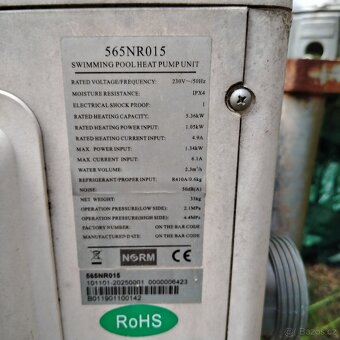 565NR015
SWIMMING POOL HEAT PUMP UNIT
RATED VOLTAGE/FREQUENCY: 230V~/50Hz
MOISTURE RESISTANCE: IPX4
ELECTRICAL SHOCK PROOF: I
RATED HEATING CAPACITY: 5.36KW
RATED HEATING POWER INPUT: 1.05KW
RATED HEATING CURRENT INPUT: 4.9A
MAX. POWER INPUT: 1.34KW
MAX. CURRENT INPUT: 6.1A
WATER VOLUME: 2.3m³/h
REFRIGERANT/PROPER INPUT: R410A/0.6kg
NOISE: 50dB(A)
NET WEIGHT: 33kg
OPERATION PRESSURE(LOW SIDE): 2.1MPa
OPERATION PRESSURE(HIGH SIDE): 4.4MPa
FACTORY NUMBER: ON THE BAR CODE
MANUFACTURED DATE: ON THE BAR CODE
NORM CE
565NR015
101101-20250001 0000006423
B011901100142
RoHS
bazos.cz